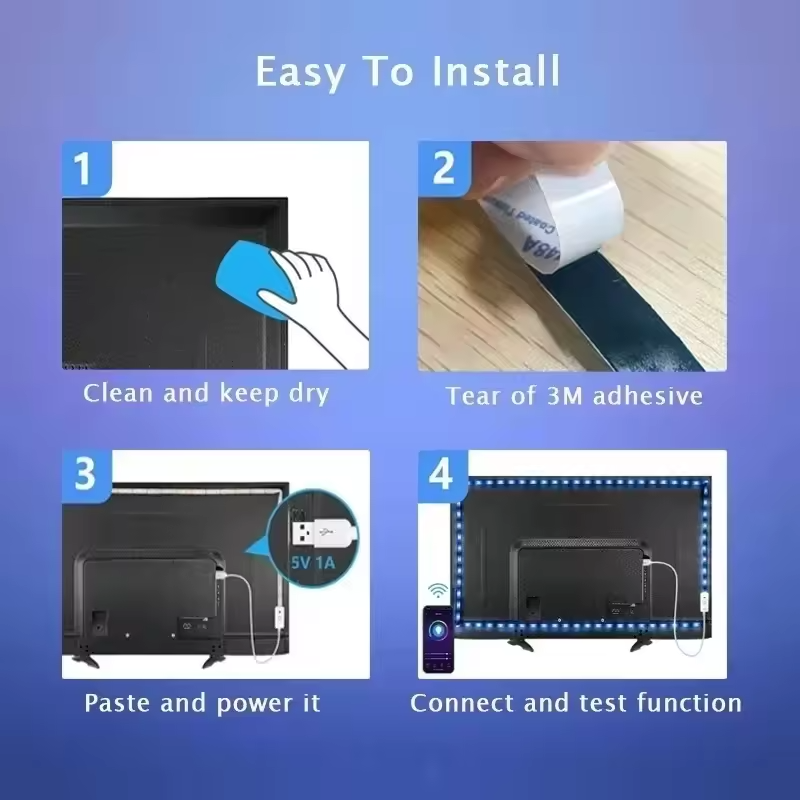 Easy To Install
1
2
Coated
Clean and keep dry
Tear of 3M adhesive
3
4
5V 1A
Paste and power it
Connect and test function